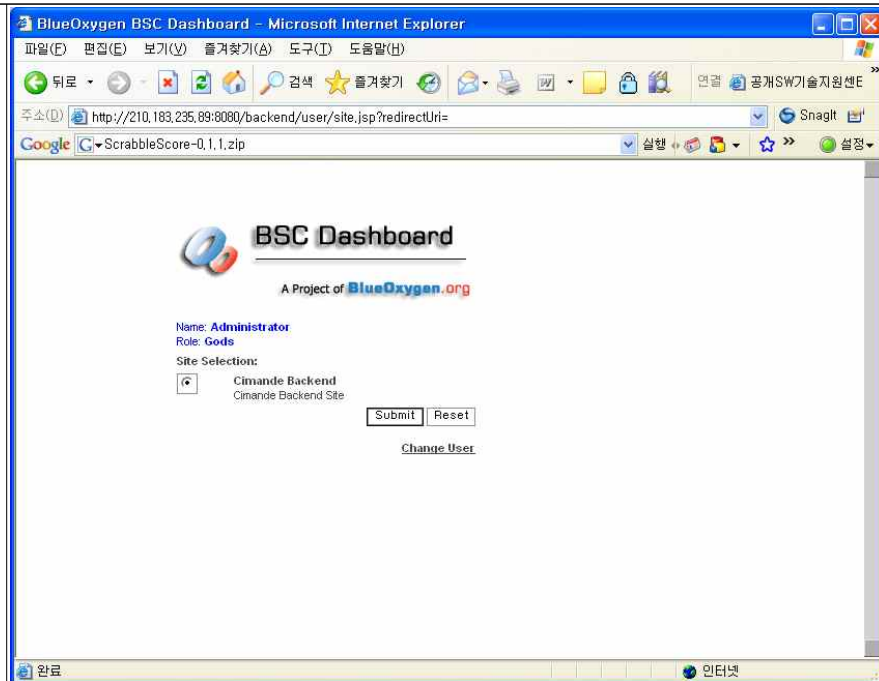 BlueOxygen BSC Dashboard - Microsoft Internet Explorer
파일(F) 편집(E) 보기(V) 즐겨찾기(A) 도구(T) 도움말(H)
뒤로 검색 즐겨찾기 연결 공개SW기술지원센E »
주소(D) http://210,183,235,89:8080/backend/user/site.jsp?redirectUri= SnagIt
Google G ScrabbleScore-0,1,1,zip 실행 » 설정
BSC Dashboard
A Project of BlueOxygen.org
Name: Administrator
Role: Gods
Site Selection:
Cimande Backend
Cimande Backend Site
Submit Reset
Change User
완료 인터넷